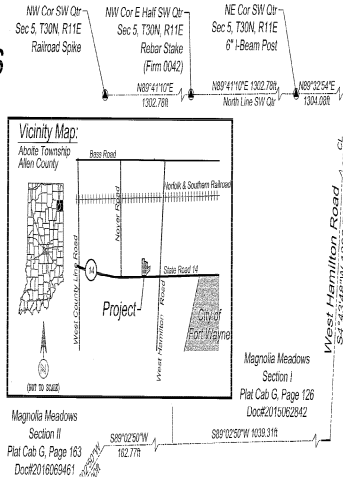 NW Cor SW Qtr
Sec 5, T30N, R11E
Railroad Spike
NW Cor E Half SW Qtr
Sec 5, T30N, R11E
Rebar Stake
(Firm 0042)
NE Cor SW Qtr
Sec 5, T30N, R11E
6" I-Beam Post
N89°41'10"E
1302.78ft
N89°41'10"E 1302.78ft
North Line SW Qtr
N89°32'54"E
1304.08ft
Vicinity Map:
Aboite Township
Allen County
Bass Road
Norfolk & Southern Railroad
Noyer Road
West County Line Road
14
State Road 14
Project
West Hamilton Road
City of
Fort Wayne
(NOT TO SCALE)
West Hamilton Road
CL
Magnolia Meadows
Section I
Plat Cab G, Page 126
Doc#2015062842
Magnolia Meadows
Section II
Plat Cab G, Page 163
Doc#2016069461
S89°02'50"W
162.77ft
S89°02'50"W 1039.31ft